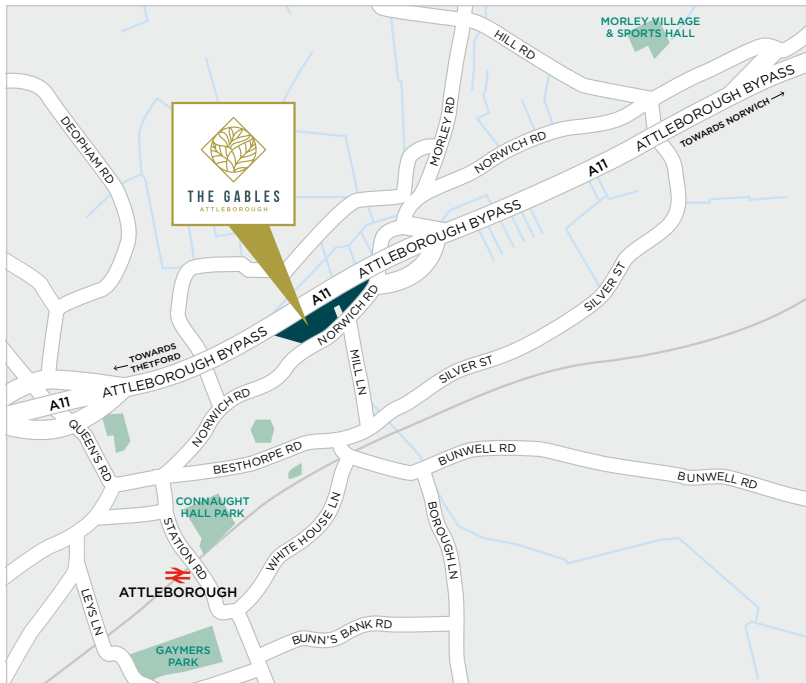 MORLEY VILLAGE
& SPORTS HALL
HILL RD
ATTLEBOROUGH BYPASS
TOWARDS NORWICH →
DEOPHAM RD
MORLEY RD
NORWICH RD
A11
THE GABLES
ATTLEBOROUGH
ATTLEBOROUGH BYPASS
A11
SILVER ST
NORWICH RD
← TOWARDS
THETFORD
ATTLEBOROUGH BYPASS
A11
MILL LN
SILVER ST
NORWICH RD
QUEEN'S RD
BESTHORPE RD
BUNWELL RD
BUNWELL RD
CONNAUGHT
HALL PARK
WHITE HOUSE LN
BOROUGH LN
STATION RD
ATTLEBOROUGH
LEYS LN
BUNN'S BANK RD
GAYMERS
PARK